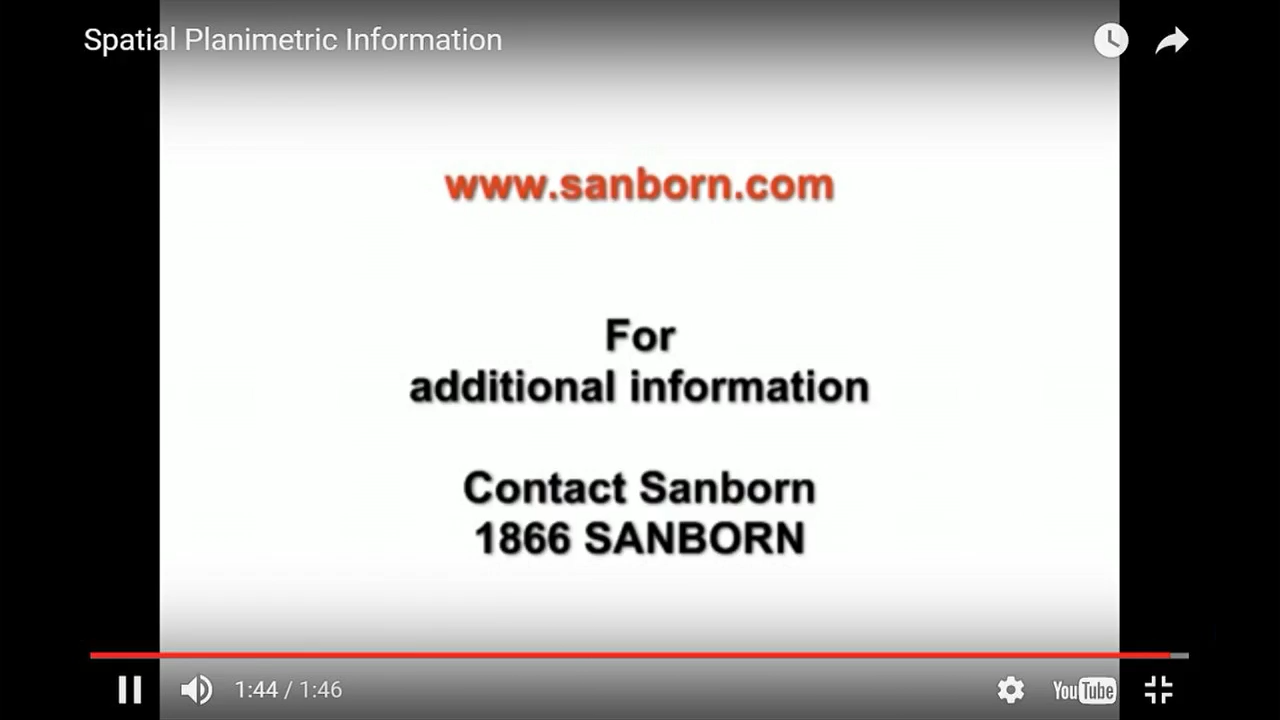 Spatial Planimetric Information
www.sanborn.com
For
additional information
Contact Sanborn
1866 SANBORN
1:44 / 1:46
YouTube